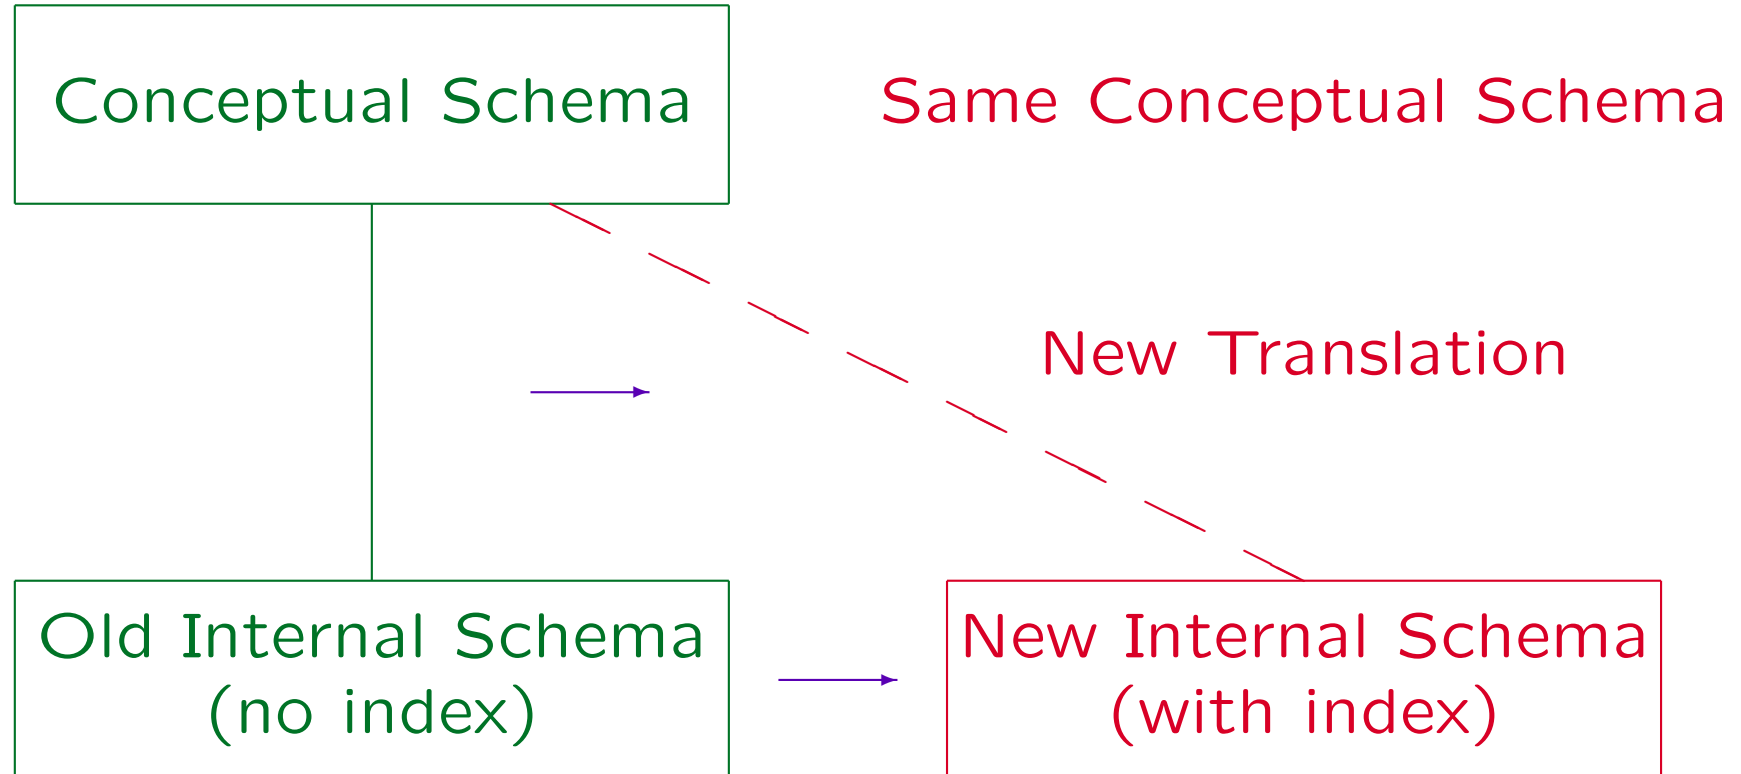 Conceptual Schema
Same Conceptual Schema
New Translation
Old Internal Schema
(no index)
New Internal Schema
(with index)